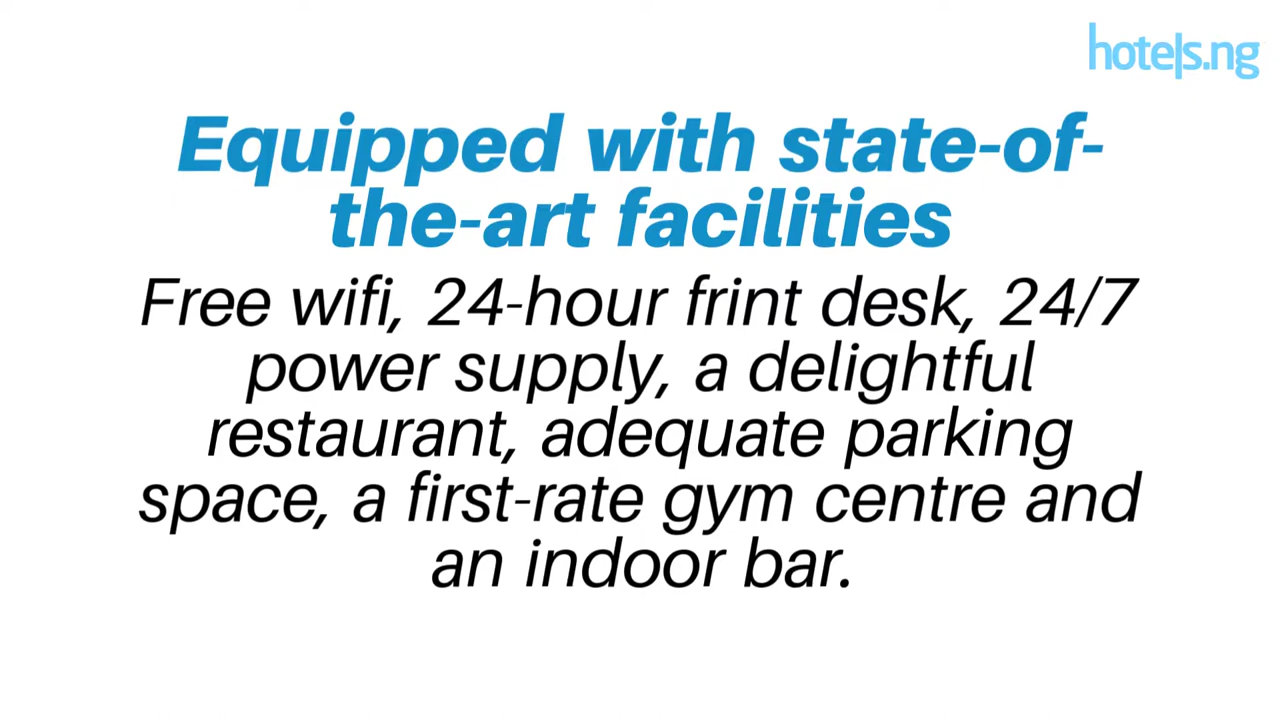 hotels.ng
Equipped with state-of-
the-art facilities
Free wifi, 24-hour frint desk, 24/7
power supply, a delightful
restaurant, adequate parking
space, a first-rate gym centre and
an indoor bar.